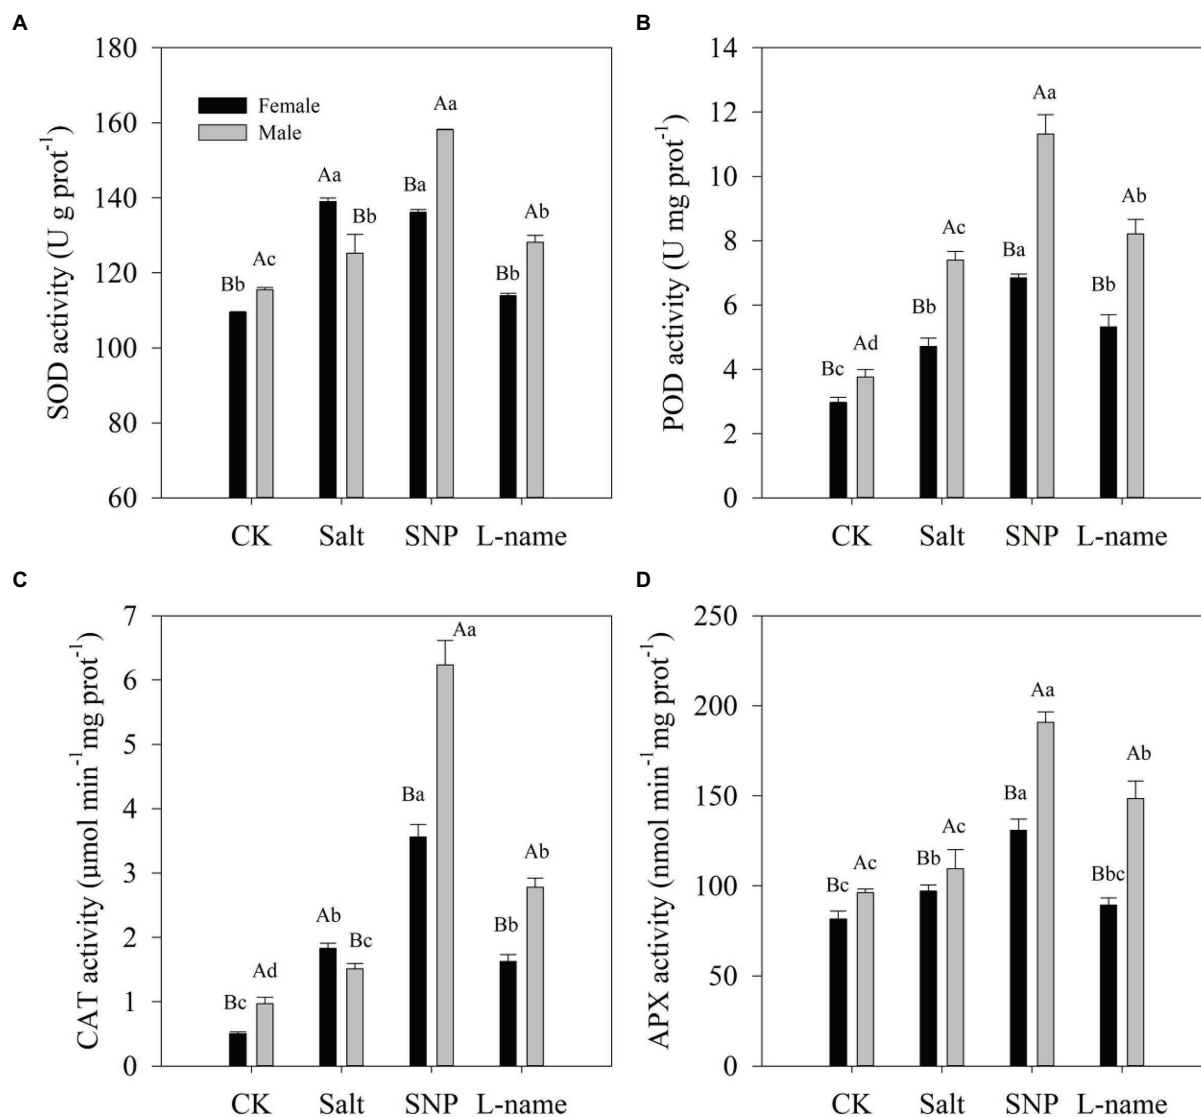 A
SOD activity (U g prot⁻¹)
180
160
140
120
100
80
60
Female
Male
Bb
Ac
Aa
Bb
Ba
Aa
Bb
Ab
CK Salt SNP L-name
B
POD activity (U mg prot⁻¹)
14
12
10
8
6
4
2
0
Bc
Ad
Bb
Ac
Ba
Aa
Bb
Ab
CK Salt SNP L-name
C
CAT activity (μmol min⁻¹mg prot⁻¹)
7
6
5
4
3
2
1
0
Bc
Ad
Ab
Bc
Ba
Aa
Bb
Ab
CK Salt SNP L-name
D
APX activity (nmol min⁻¹mg prot⁻¹)
250
200
150
100
50
0
Bc
Ac
Bb
Ac
Ba
Aa
Bbc
Ab
CK Salt SNP L-name